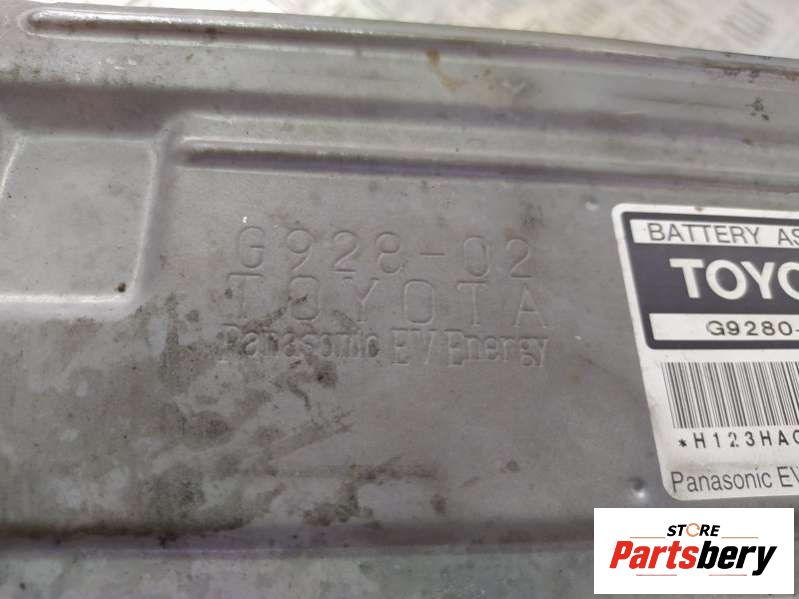 G928-02
TOYOTA
Panasonic EV Energy
BATTERY AS
TOYO
G9280-
*H123HAC
Panasonic EV
STORE
Partsbery